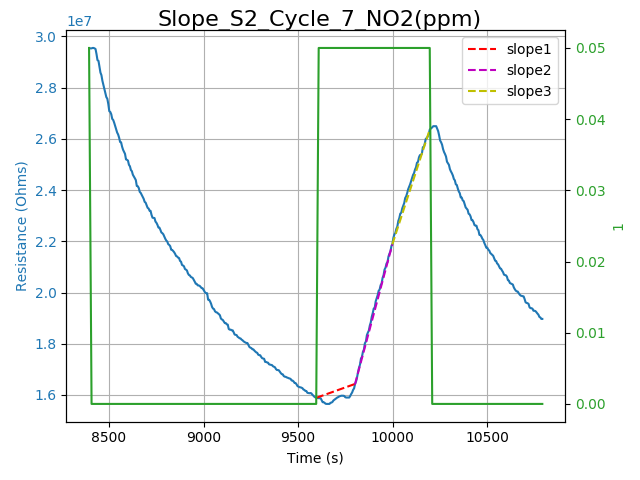 Slope_S2_Cycle_7_NO2(ppm)
1e7
3.0
2.8
2.6
2.4
2.2
2.0
1.8
1.6
Resistance (Ohms)
8500
9000
9500
10000
10500
Time (s)
slope1
slope2
slope3
0.05
0.04
0.03
0.02
0.01
0.00
1